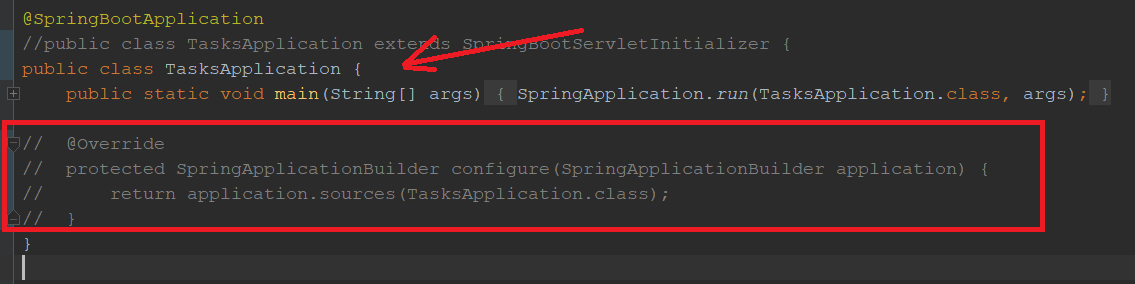 @SpringBootApplication
//public class TasksApplication extends SpringBootServletInitializer {
public class TasksApplication {
public static void main(String[] args) { SpringApplication.run(TasksApplication.class, args); }
//  @Override
//  protected SpringApplicationBuilder configure(SpringApplicationBuilder application) {
//      return application.sources(TasksApplication.class);
//  }
}